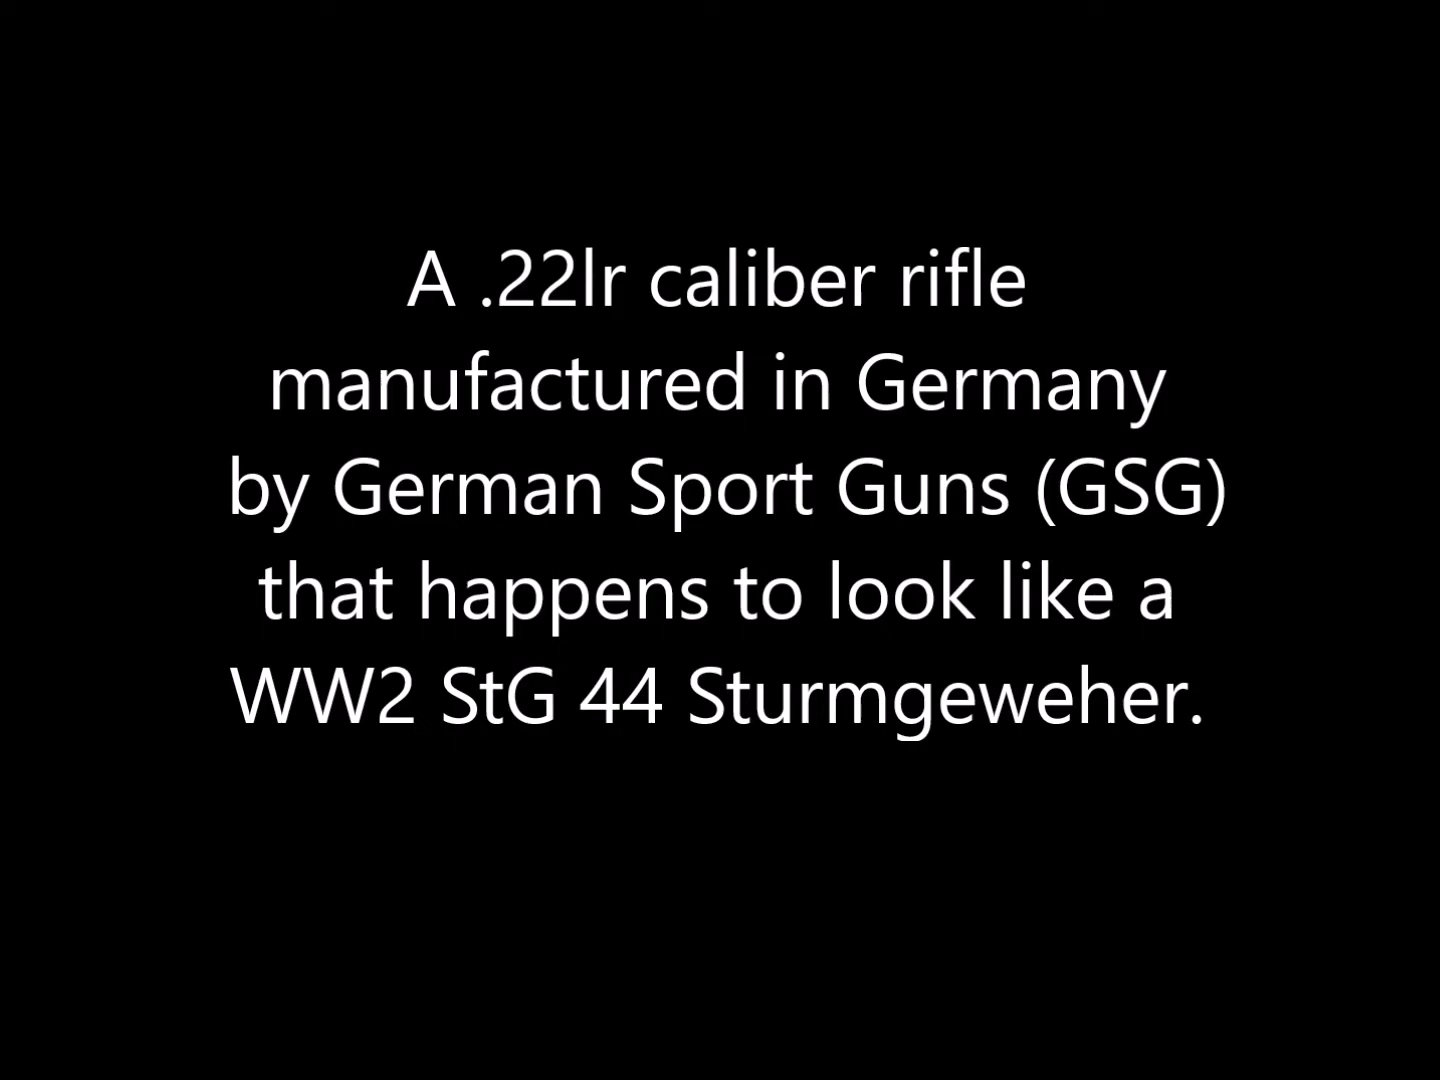 A .22lr caliber rifle
manufactured in Germany
by German Sport Guns (GSG)
that happens to look like a
WW2 StG 44 Sturmgeweher.